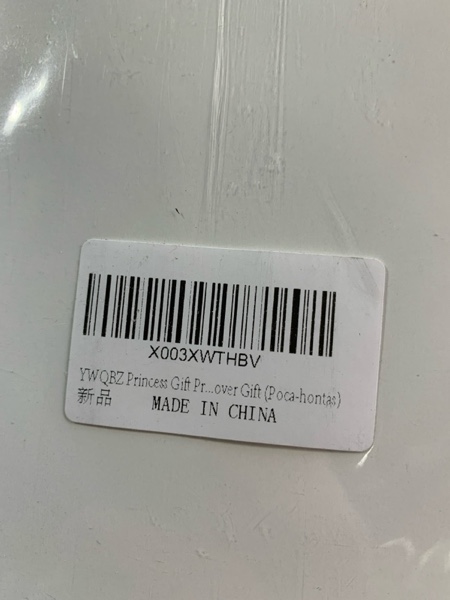 X003XWTHBV
YWQBZ Princess Gift Pr...over Gift (Poca-hontas)
新品 MADE IN CHINA